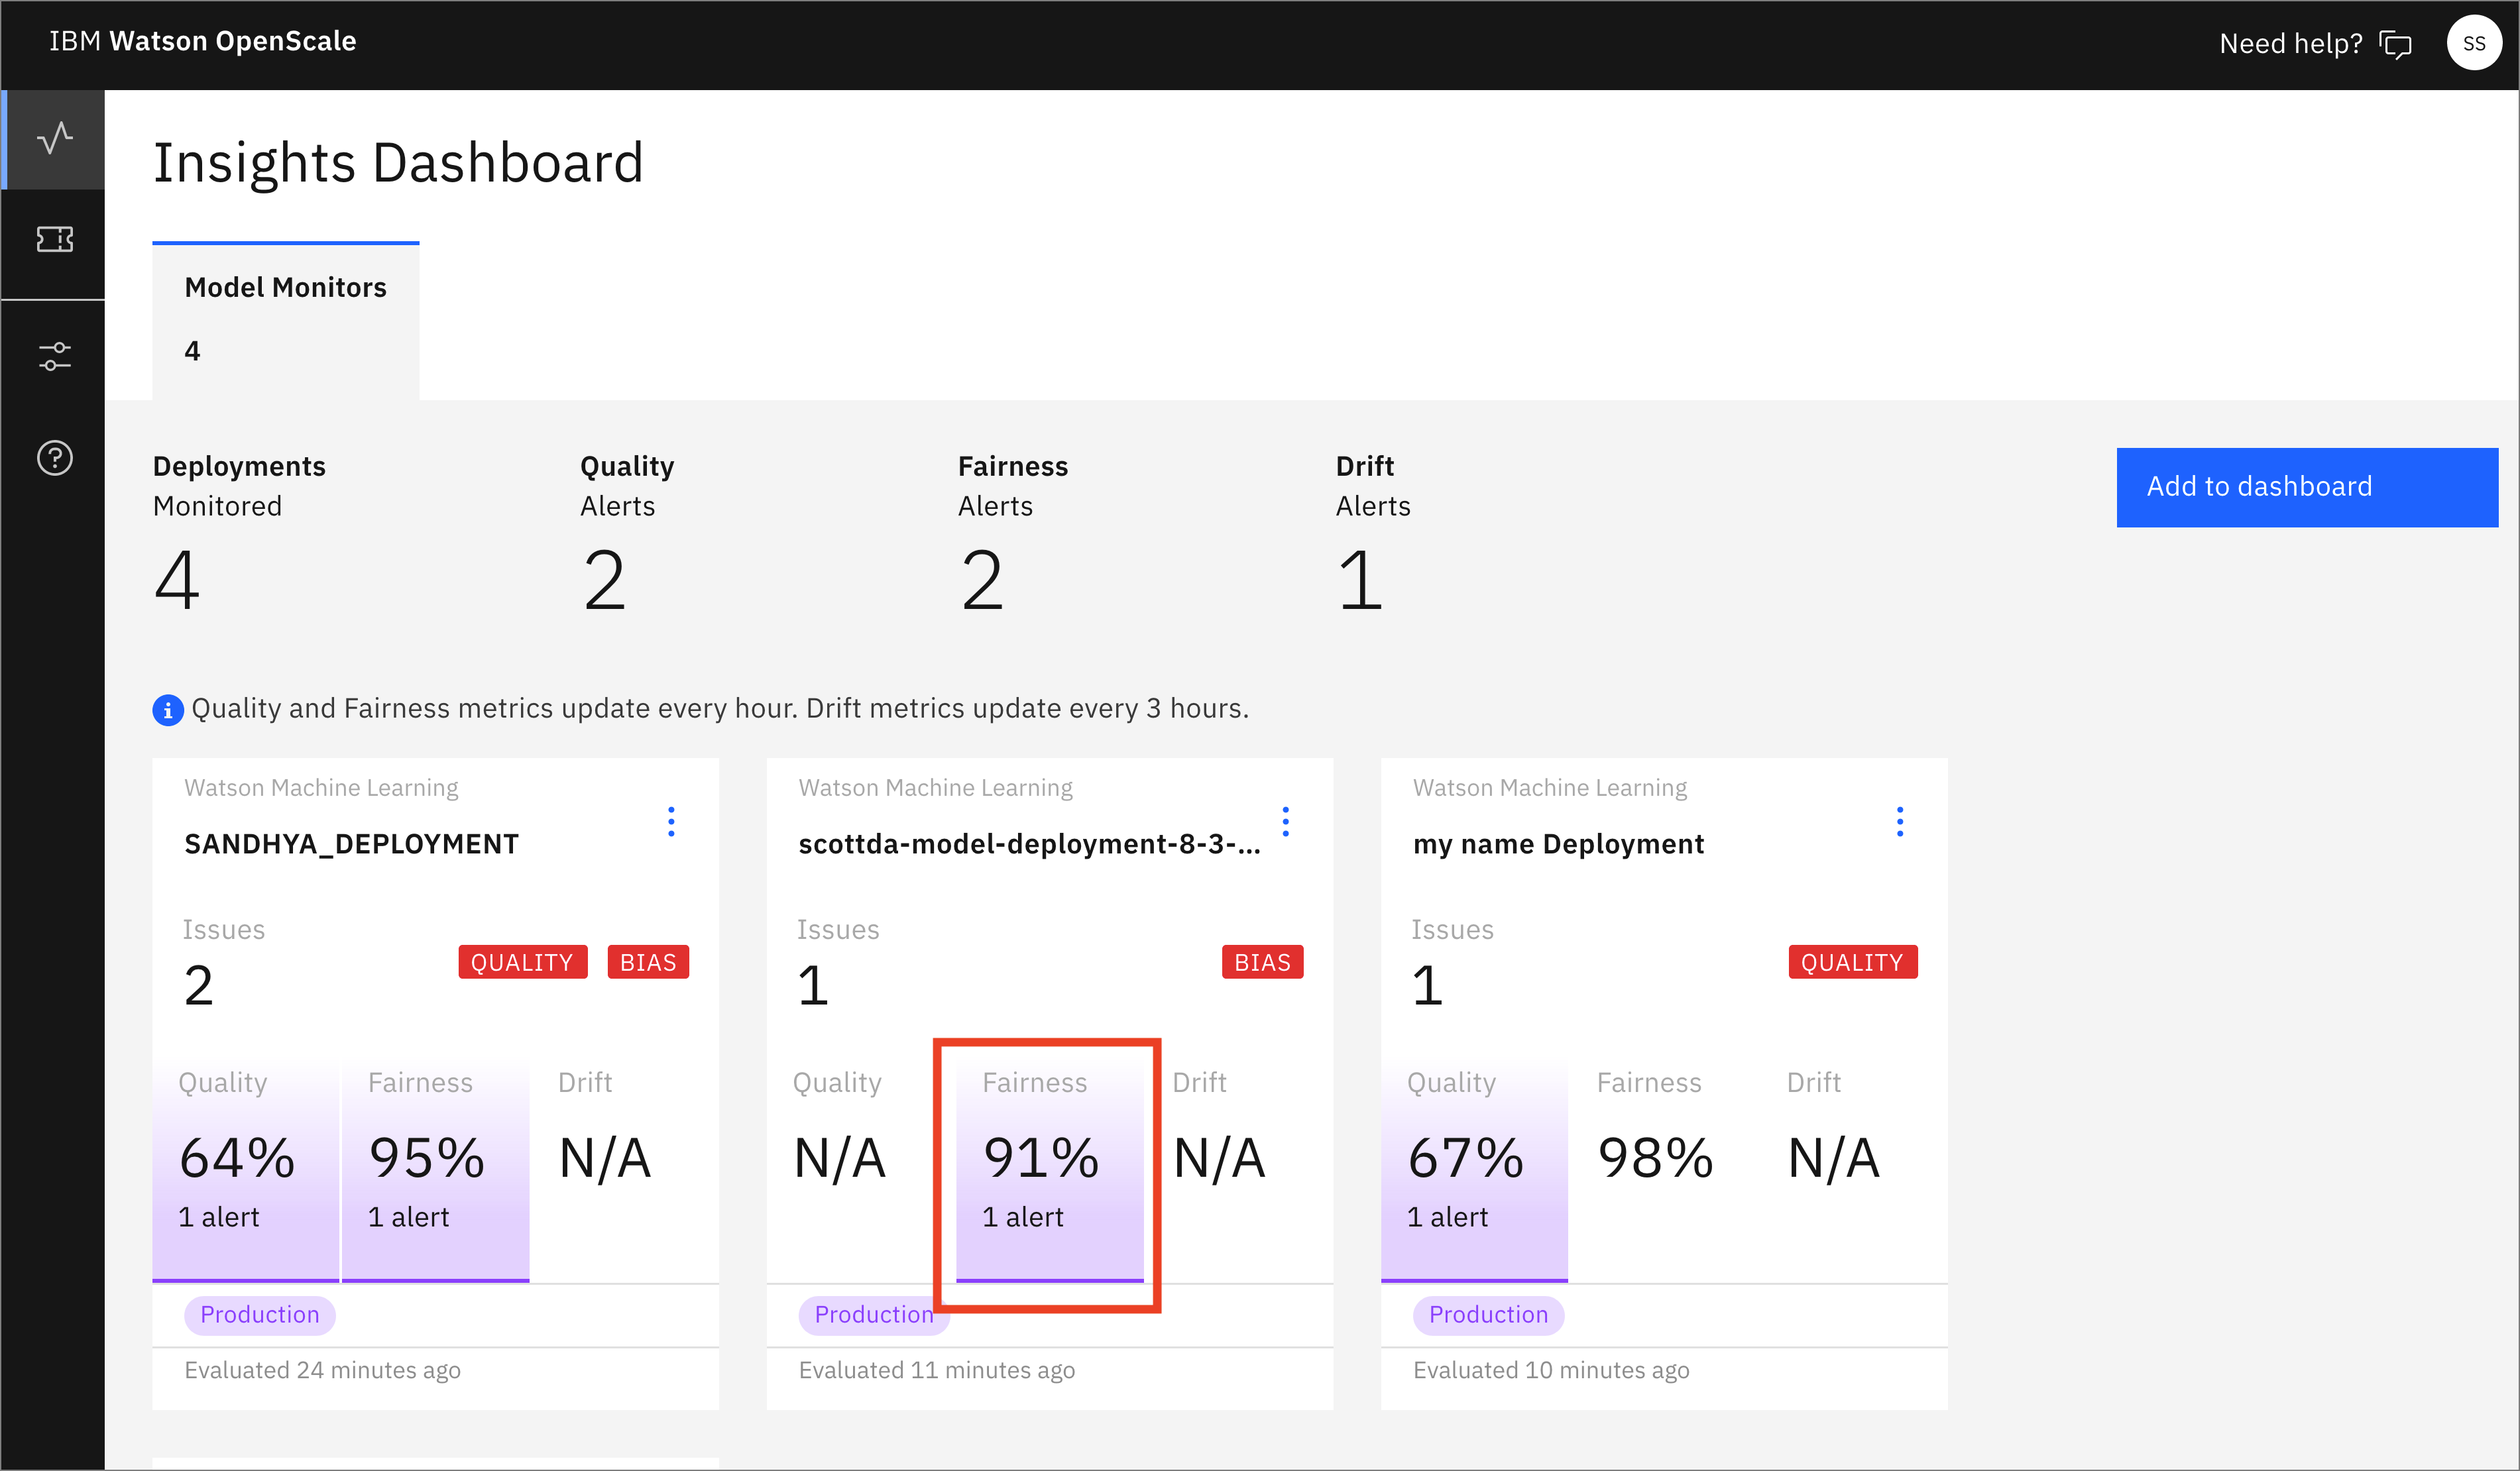 IBM Watson OpenScale
Need help?
SS
Insights Dashboard
Model Monitors
4
Deployments
Monitored
4
Quality
Alerts
2
Fairness
Alerts
2
Drift
Alerts
1
Add to dashboard
Quality and Fairness metrics update every hour. Drift metrics update every 3 hours.
Watson Machine Learning
SANDHYA_DEPLOYMENT
Issues
2
QUALITY
BIAS
Quality
64%
1 alert
Fairness
95%
1 alert
Drift
N/A
Production
Evaluated 24 minutes ago
Watson Machine Learning
scottda-model-deployment-8-3-...
Issues
1
BIAS
Quality
N/A
Fairness
91%
1 alert
Drift
N/A
Production
Evaluated 11 minutes ago
Watson Machine Learning
my name Deployment
Issues
1
QUALITY
Quality
67%
1 alert
Fairness
98%
Drift
N/A
Production
Evaluated 10 minutes ago